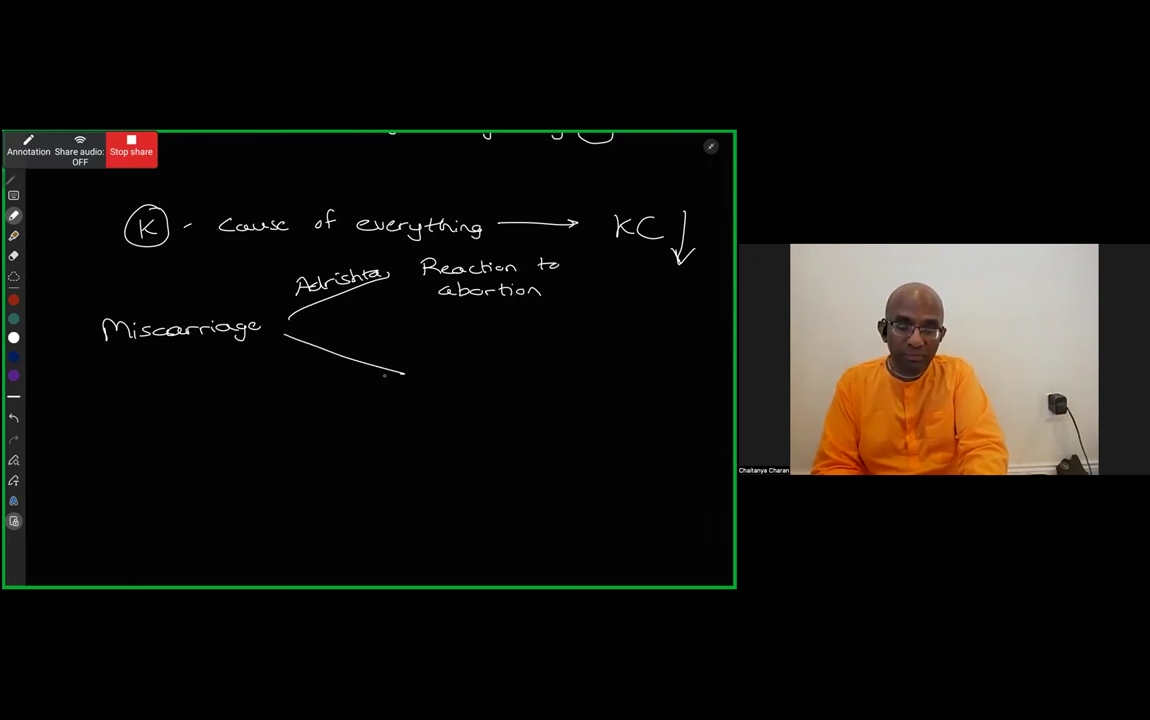 Annotation
Share audio:
OFF
Stop share
K - cause of everything → KC ↓
Adrishta
Reaction to
abortion
Miscarriage
Chaitanya Charan